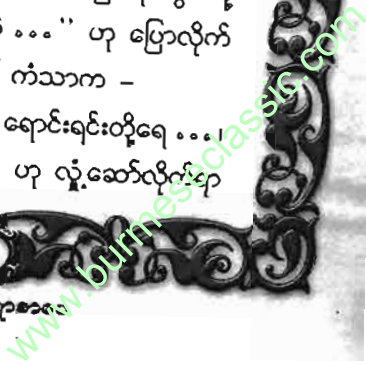 ...." ဟု ပြောလိုက်
ကံသာက –
ရောင်းရင်းတို့ရေ ....၊
ဟု လှုံ့ဆော်လိုက်ရာ
www.burmeseclassic.com